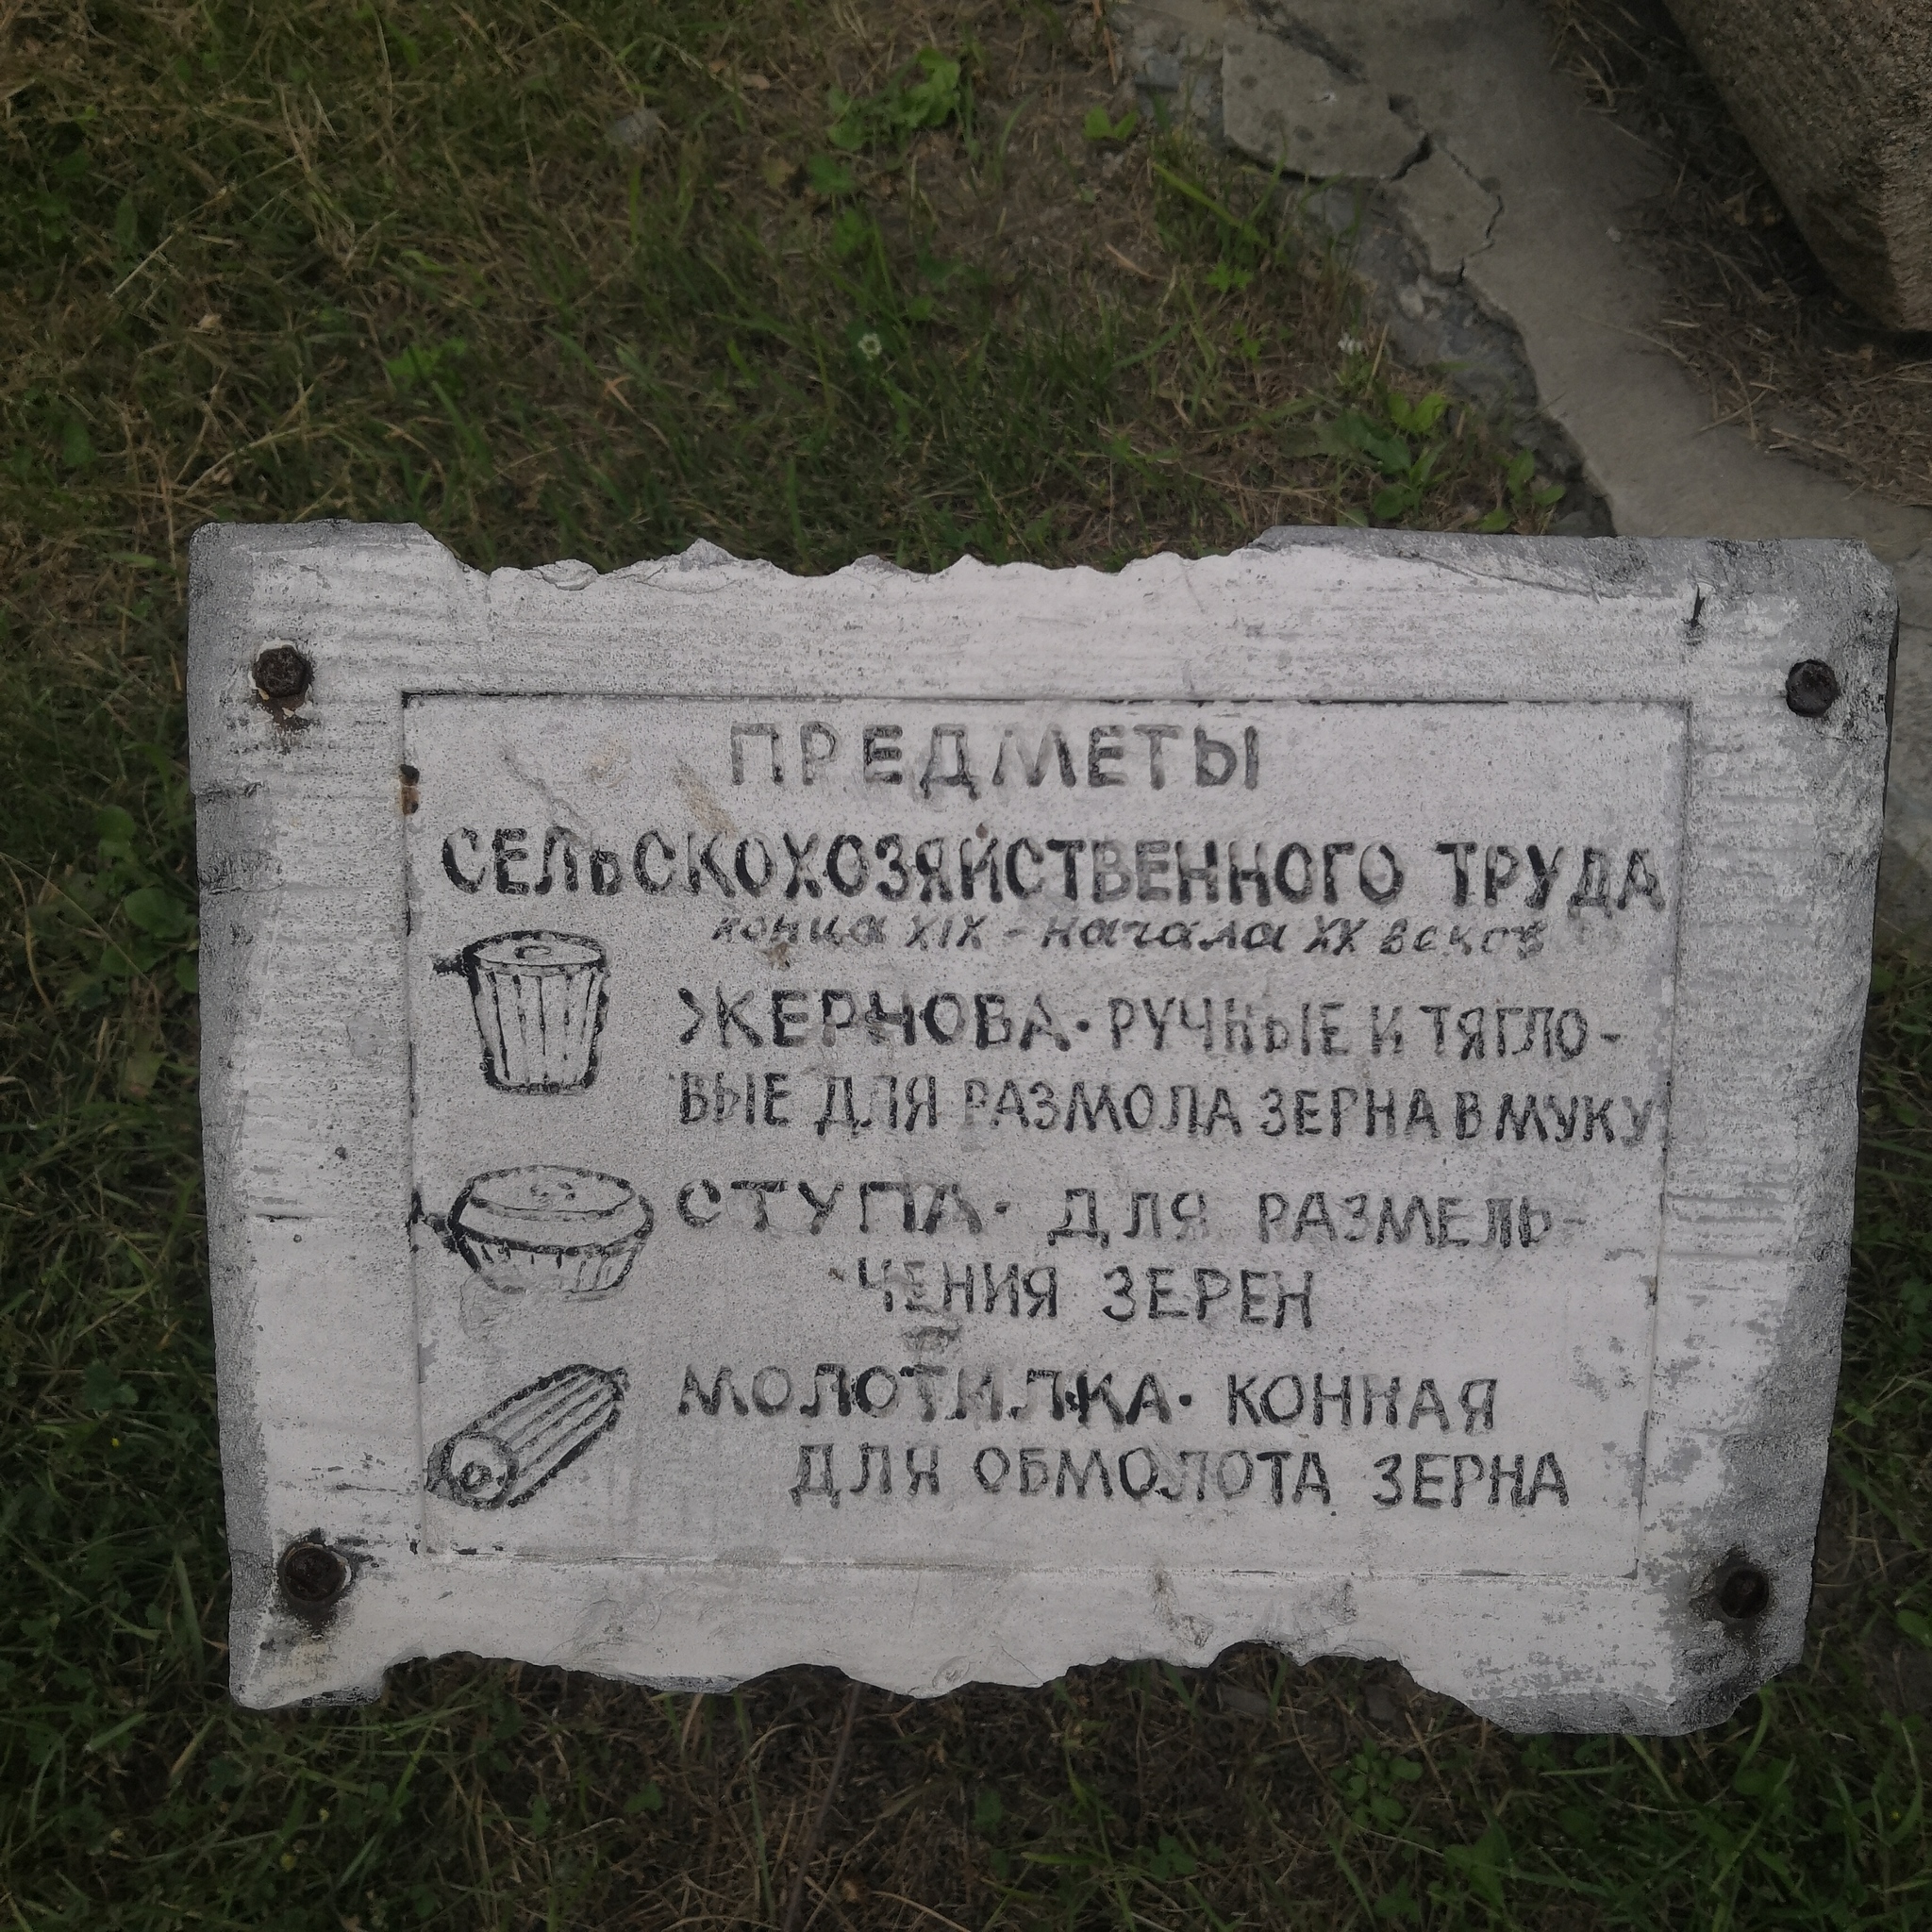 ПРЕДМЕТЫ
СЕЛЬСКОХОЗЯЙСТВЕННОГО ТРУДА
конца XIX - начала XX веков
ЖЕРНОВА • РУЧНЫЕ И ТЯГЛО-
ВЫЕ ДЛЯ РАЗМОЛА ЗЕРНА В МУКУ
СТУПА • ДЛЯ РАЗМЕЛЬ-
ЧЕНИЯ ЗЕРЕН
МОЛОТИЛКА • КОННАЯ
ДЛЯ ОБМОЛОТА ЗЕРНА